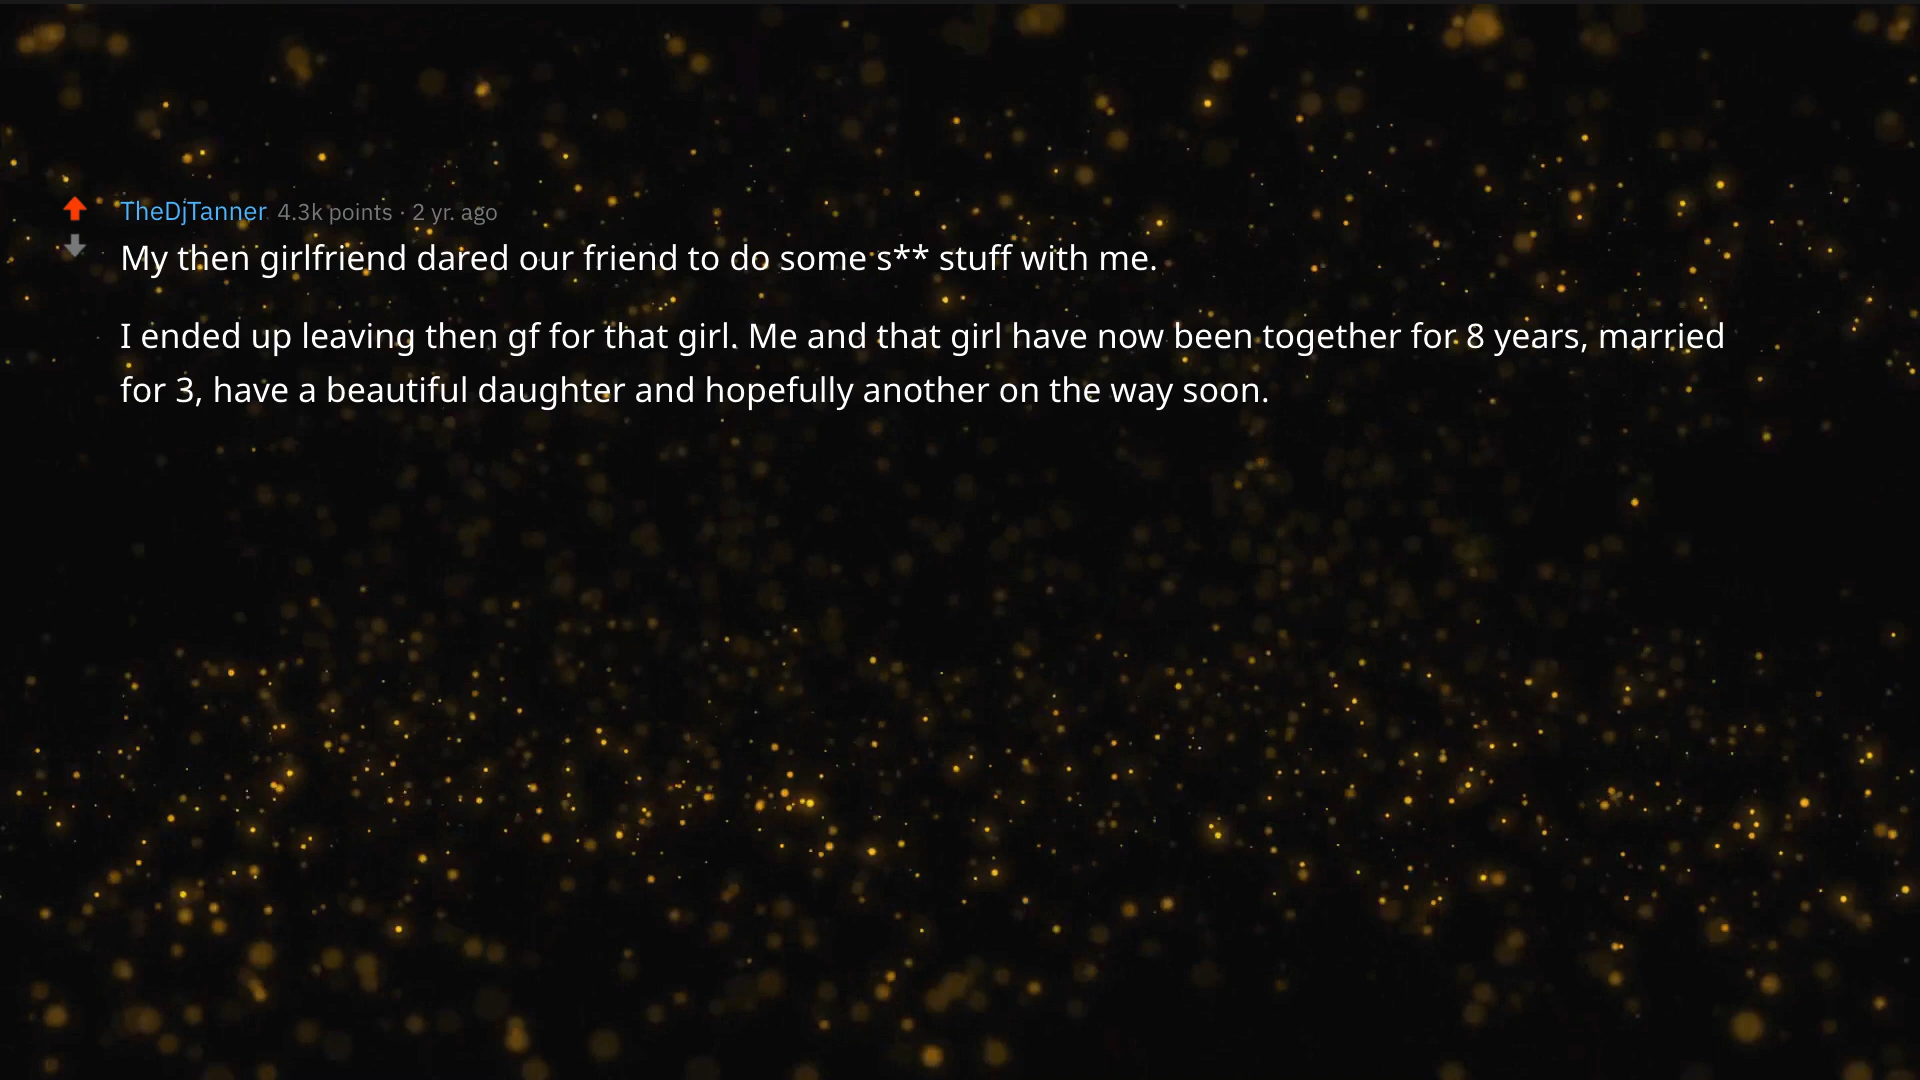 TheDjTanner 4.3k points · 2 yr. ago
My then girlfriend dared our friend to do some s** stuff with me.
I ended up leaving then gf for that girl. Me and that girl have now been together for 8 years, married
for 3, have a beautiful daughter and hopefully another on the way soon.